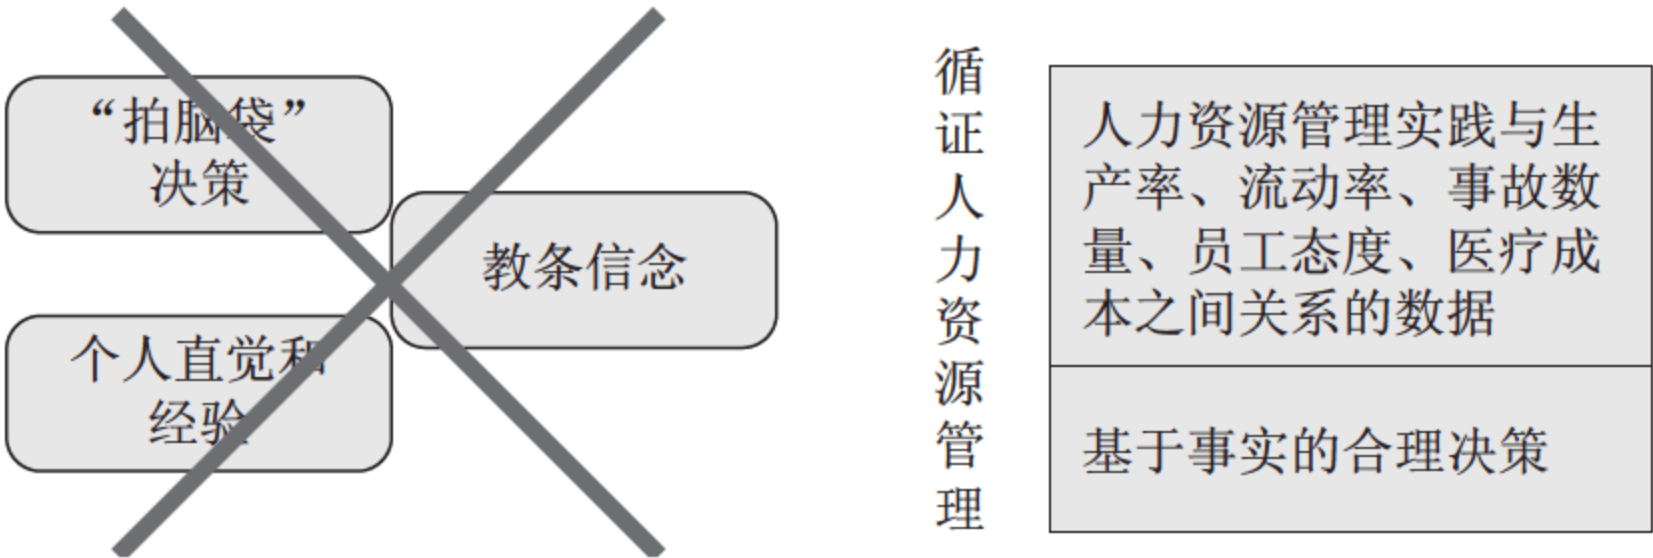 “拍脑袋”
决策
教条信念
个人直觉和
经验
循证人力资源管理
人力资源管理实践与生
产率、流动率、事故数
量、员工态度、医疗成
本之间关系的数据
基于事实的合理决策